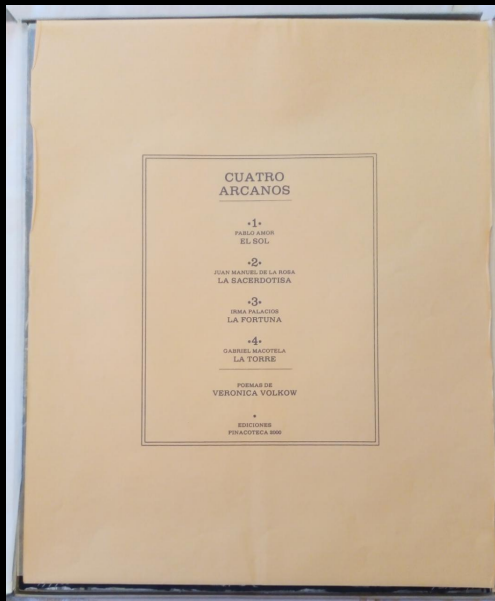 CUATRO
ARCANOS
•1•
PABLO AMOR
EL SOL
•2•
JUAN MANUEL DE LA ROSA
LA SACERDOTISA
•3•
IRMA PALACIOS
LA FORTUNA
•4•
GABRIEL MACOTELA
LA TORRE
POEMAS DE
VERONICA VOLKOW
•
EDICIONES
PINACOTECA 2000